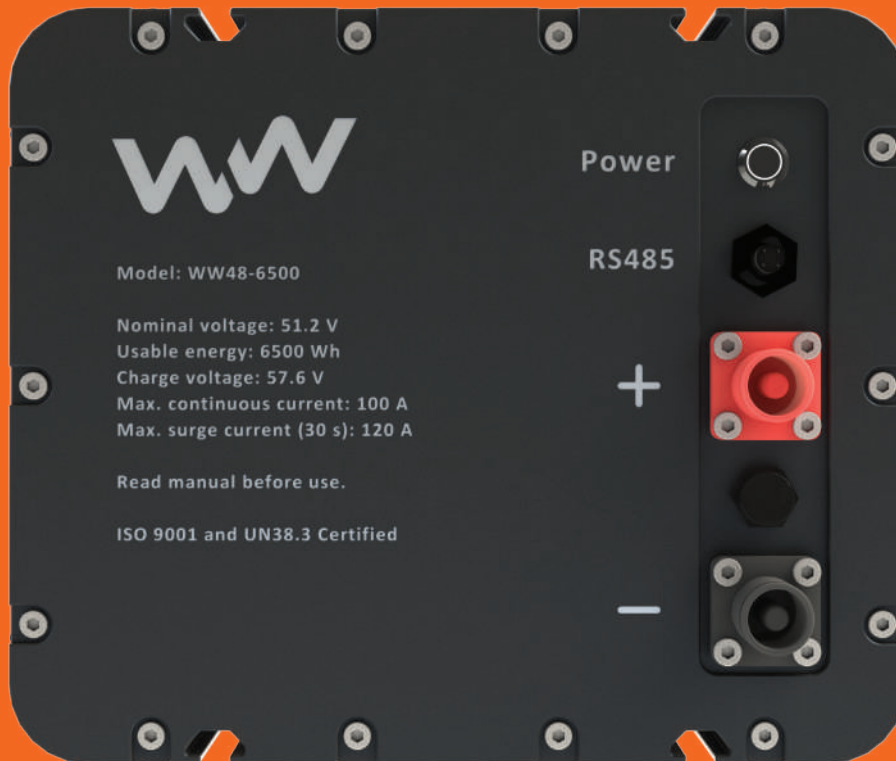 WW
Model: WW48-6500
Nominal voltage: 51.2 V
Usable energy: 6500 Wh
Charge voltage: 57.6 V
Max. continuous current: 100 A
Max. surge current (30 s): 120 A
Read manual before use.
ISO 9001 and UN38.3 Certified
Power
RS485
+
−